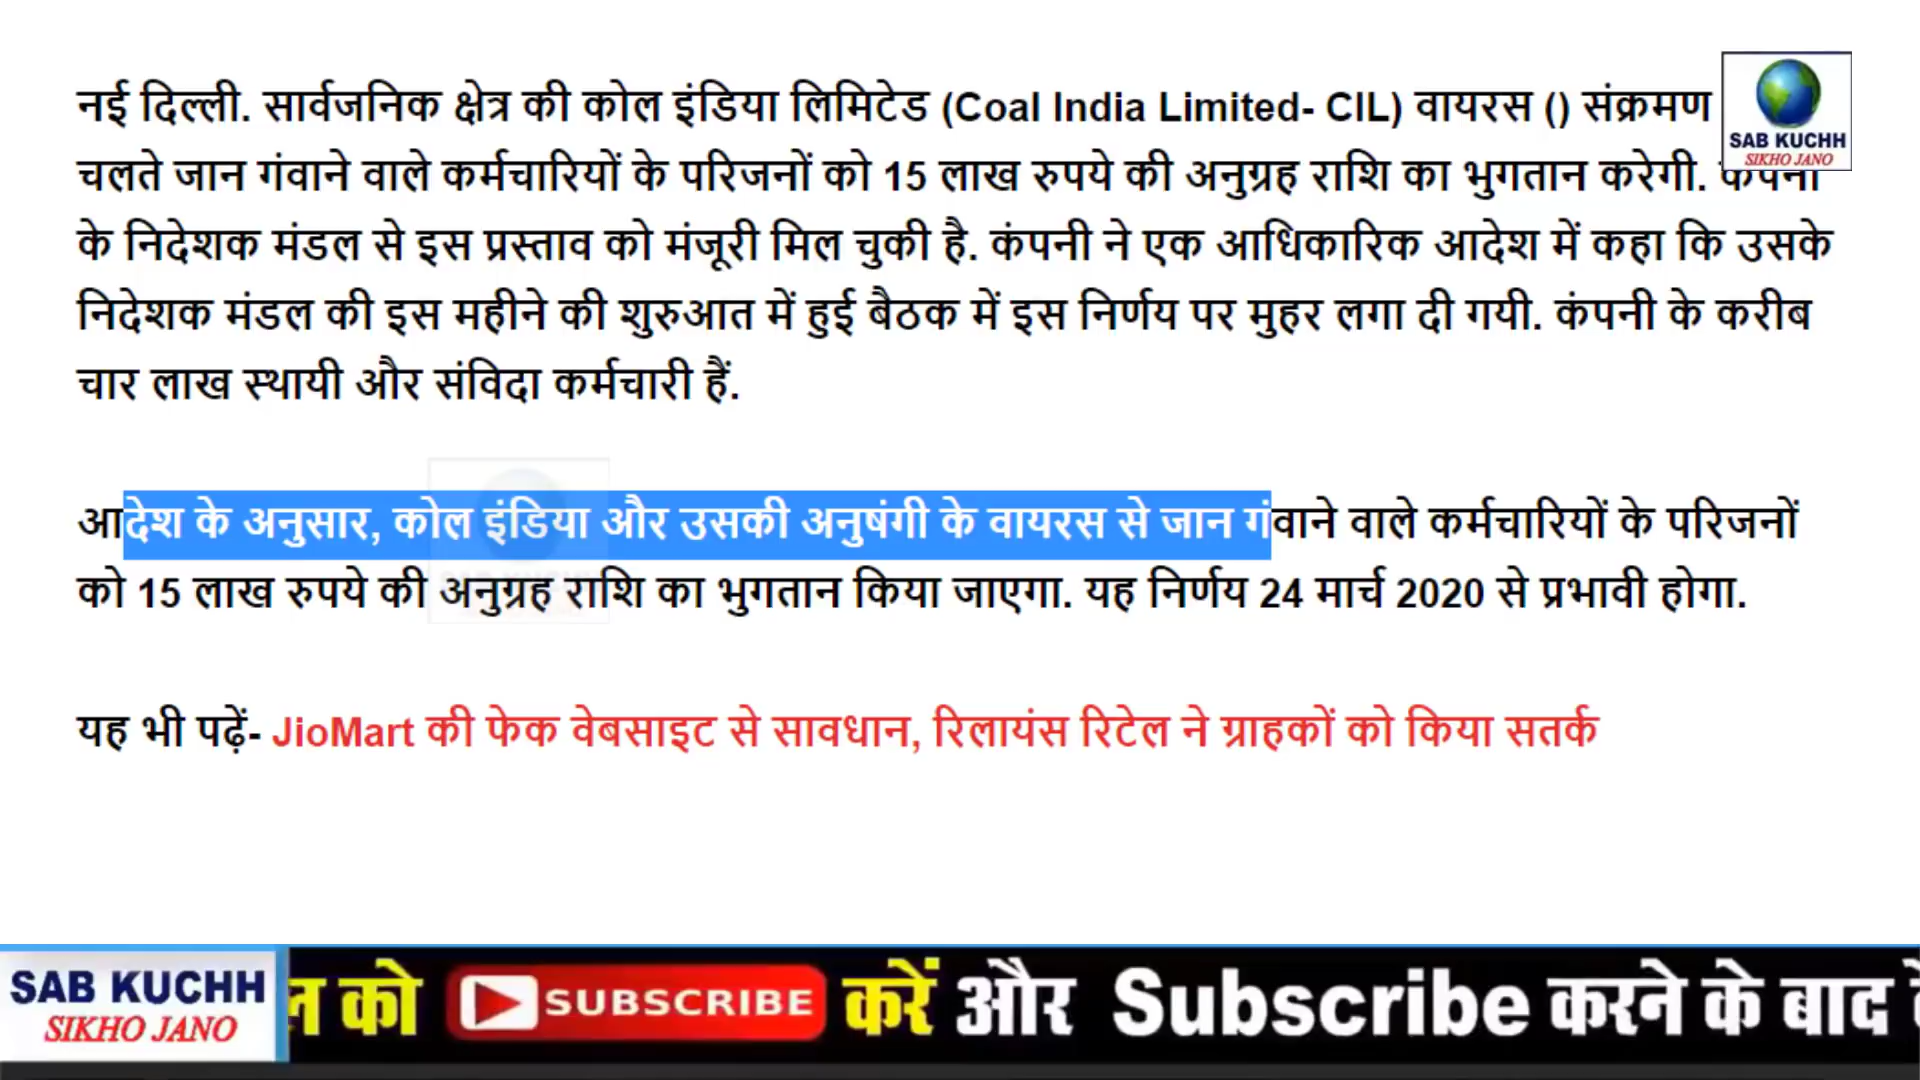 नई दिल्ली. सार्वजनिक क्षेत्र की कोल इंडिया लिमिटेड (Coal India Limited- CIL) वायरस () संक्रमण
SAB KUCHH
SIKHO JANO
चलते जान गंवाने वाले कर्मचारियों के परिजनों को 15 लाख रुपये की अनुग्रह राशि का भुगतान करेगी. कंपनी
के निदेशक मंडल से इस प्रस्ताव को मंजूरी मिल चुकी है. कंपनी ने एक आधिकारिक आदेश में कहा कि उसके
निदेशक मंडल की इस महीने की शुरुआत में हुई बैठक में इस निर्णय पर मुहर लगा दी गयी. कंपनी के करीब
चार लाख स्थायी और संविदा कर्मचारी हैं.
आदेश के अनुसार, कोल इंडिया और उसकी अनुषंगी के वायरस से जान गंवाने वाले कर्मचारियों के परिजनों
को 15 लाख रुपये की अनुग्रह राशि का भुगतान किया जाएगा. यह निर्णय 24 मार्च 2020 से प्रभावी होगा.
यह भी पढ़ें- JioMart की फेक वेबसाइट से सावधान, रिलायंस रिटेल ने ग्राहकों को किया सतर्क
SAB KUCHH
SIKHO JANO
को SUBSCRIBE करें और Subscribe करने के बाद